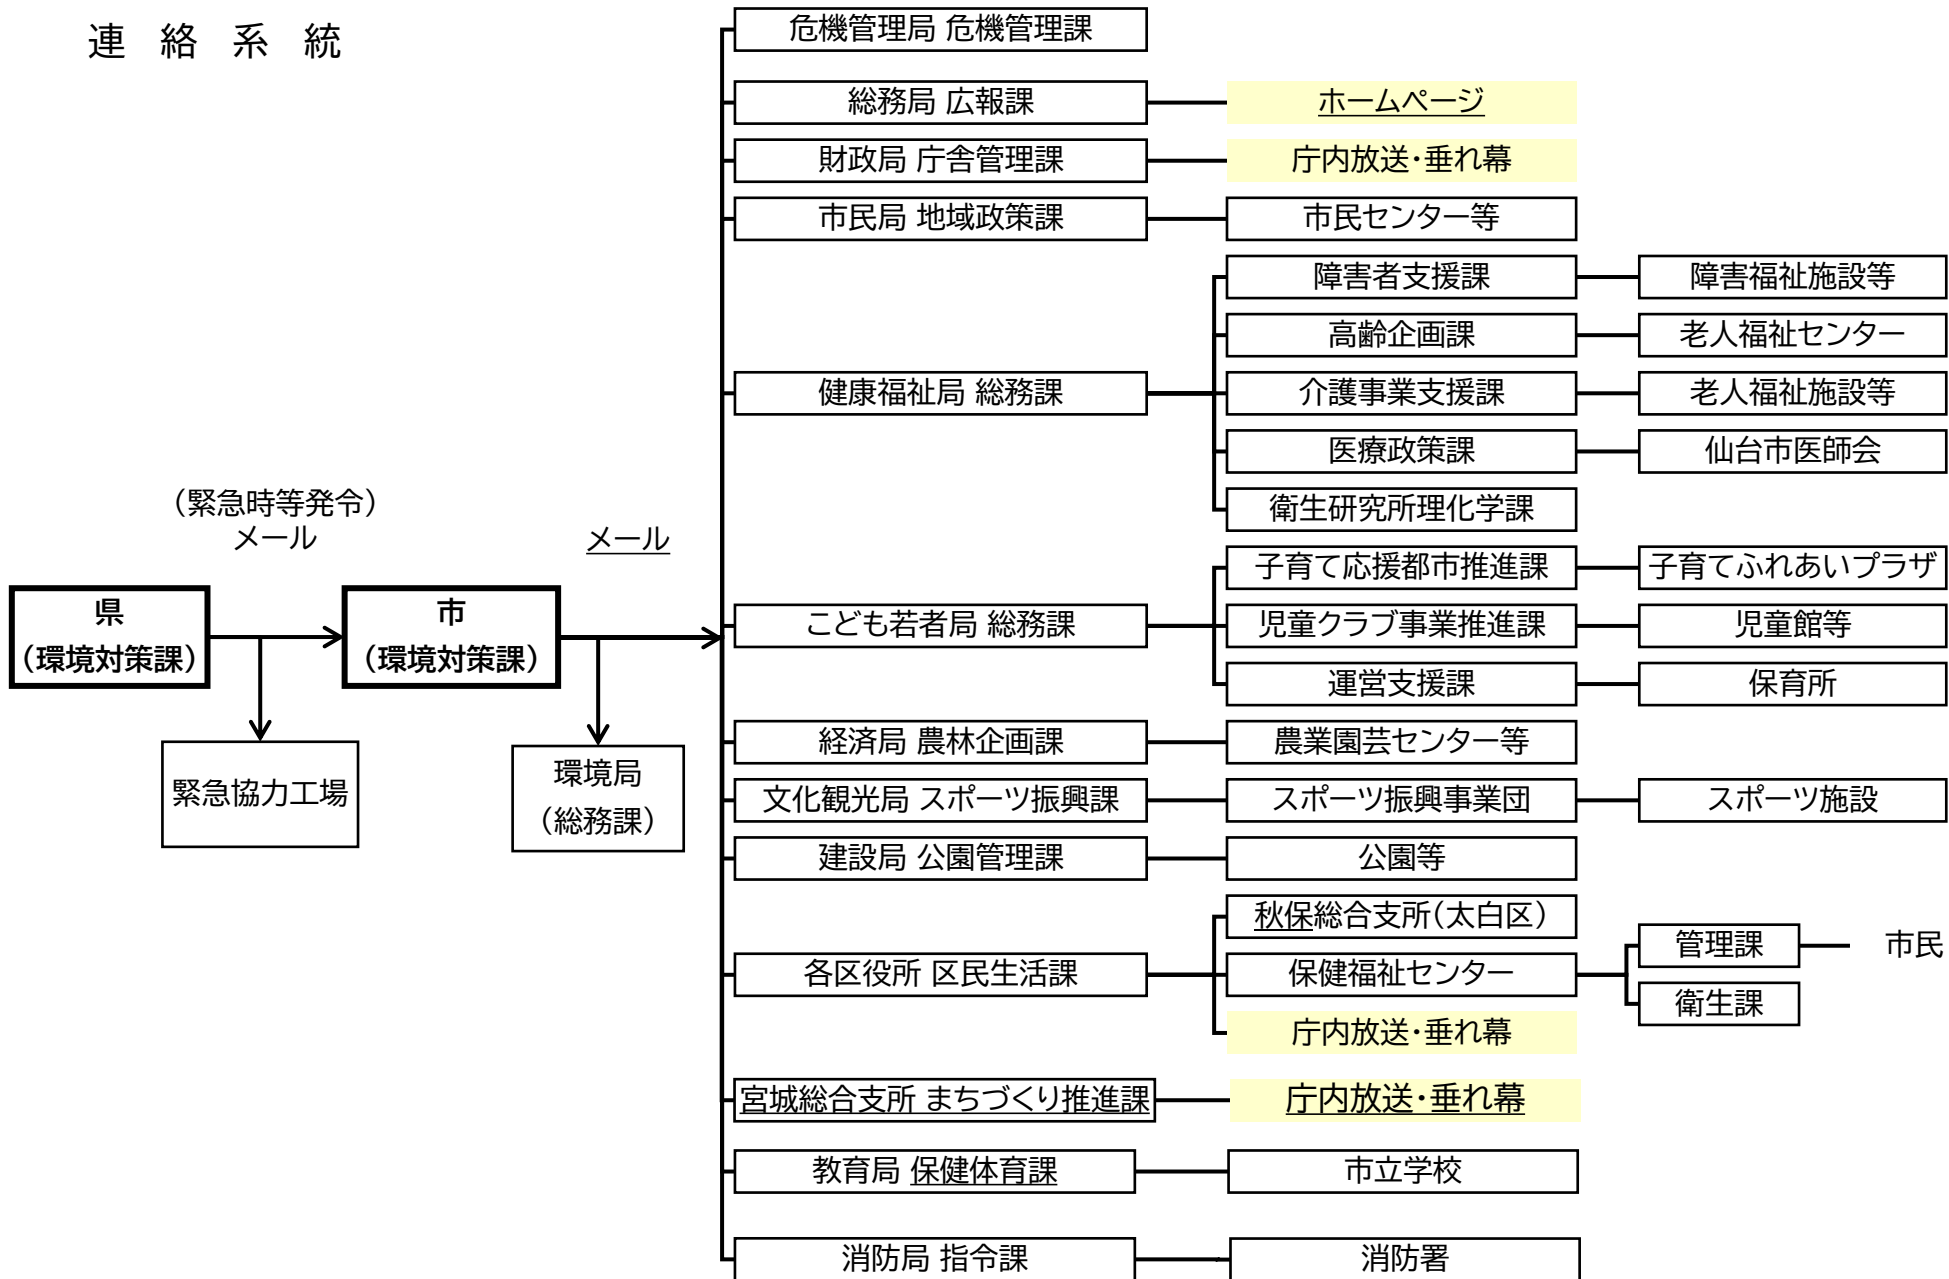 連絡系統
危機管理局 危機管理課
総務局 広報課
ホームページ
財政局 庁舎管理課
庁内放送・垂れ幕
市民局 地域政策課
市民センター等
健康福祉局 総務課
障害者支援課
障害福祉施設等
高齢企画課
老人福祉センター
介護事業支援課
老人福祉施設等
医療政策課
仙台市医師会
衛生研究所理化学課
(緊急時等発令)
メール
メール
県
(環境対策課)
市
(環境対策課)
緊急協力工場
環境局
(総務課)
こども若者局 総務課
子育て応援都市推進課
子育てふれあいプラザ
児童クラブ事業推進課
児童館等
運営支援課
保育所
経済局 農林企画課
農業園芸センター等
文化観光局 スポーツ振興課
スポーツ振興事業団
スポーツ施設
建設局 公園管理課
公園等
各区役所 区民生活課
秋保総合支所(太白区)
保健福祉センター
管理課
市民
衛生課
庁内放送・垂れ幕
宮城総合支所 まちづくり推進課
庁内放送・垂れ幕
教育局 保健体育課
市立学校
消防局 指令課
消防署